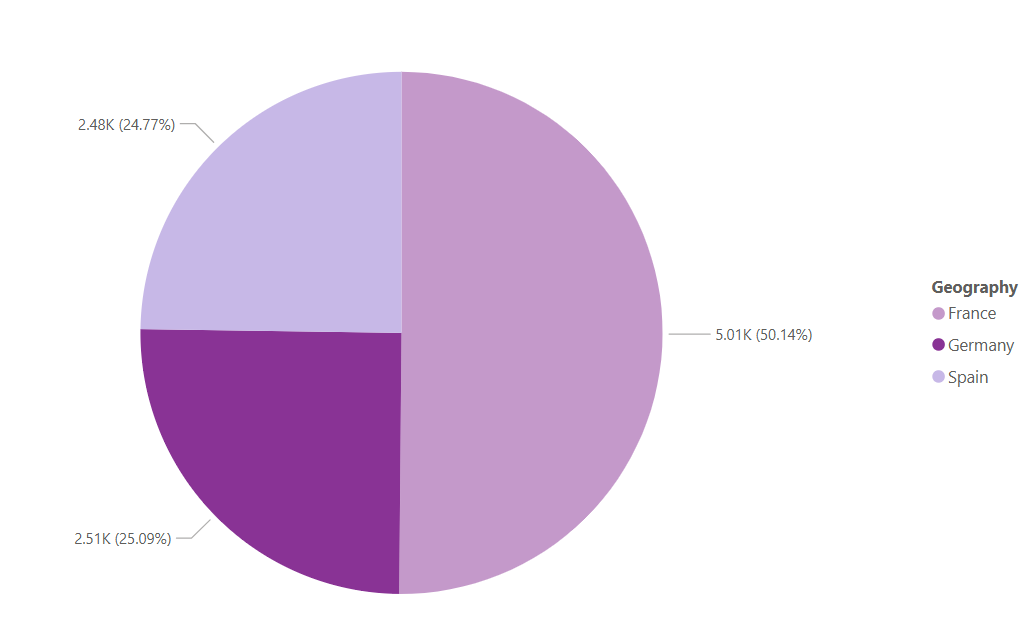 2.48K (24.77%)
5.01K (50.14%)
2.51K (25.09%)
Geography
France
Germany
Spain